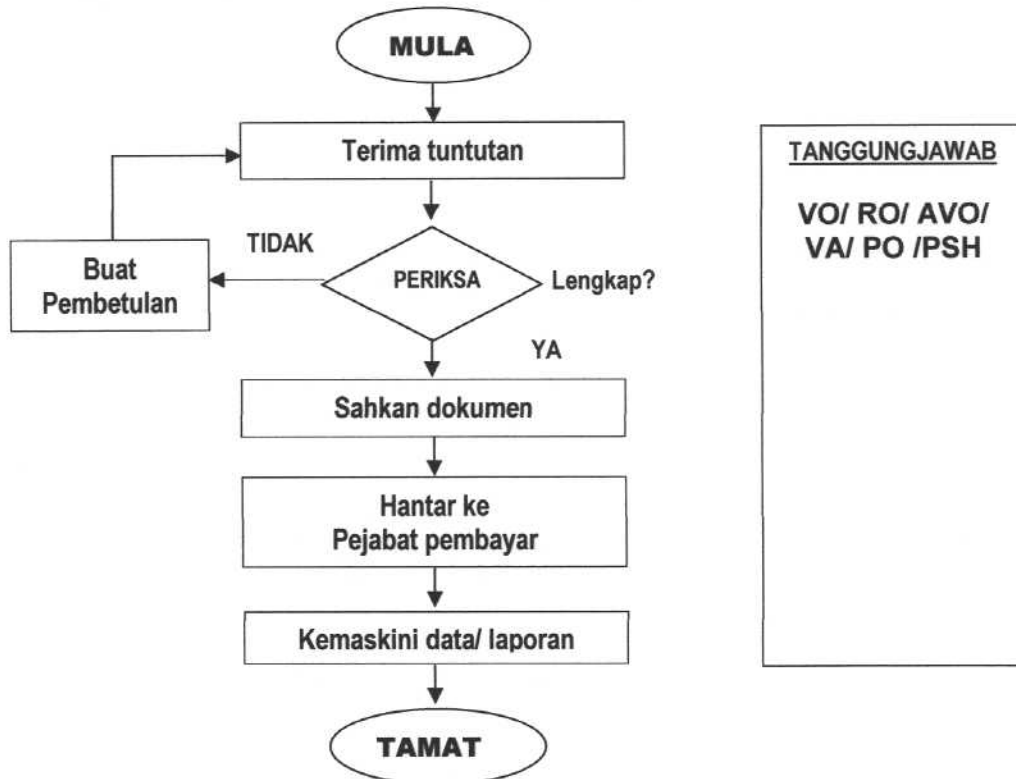 MULA
Terima tuntutan
TANGGUNGJAWAB
VO/ RO/ AVO/
VA/ PO /PSH
TIDAK
Buat
Pembetulan
PERIKSA
Lengkap?
YA
Sahkan dokumen
Hantar ke
Pejabat pembayar
Kemaskini data/ laporan
TAMAT